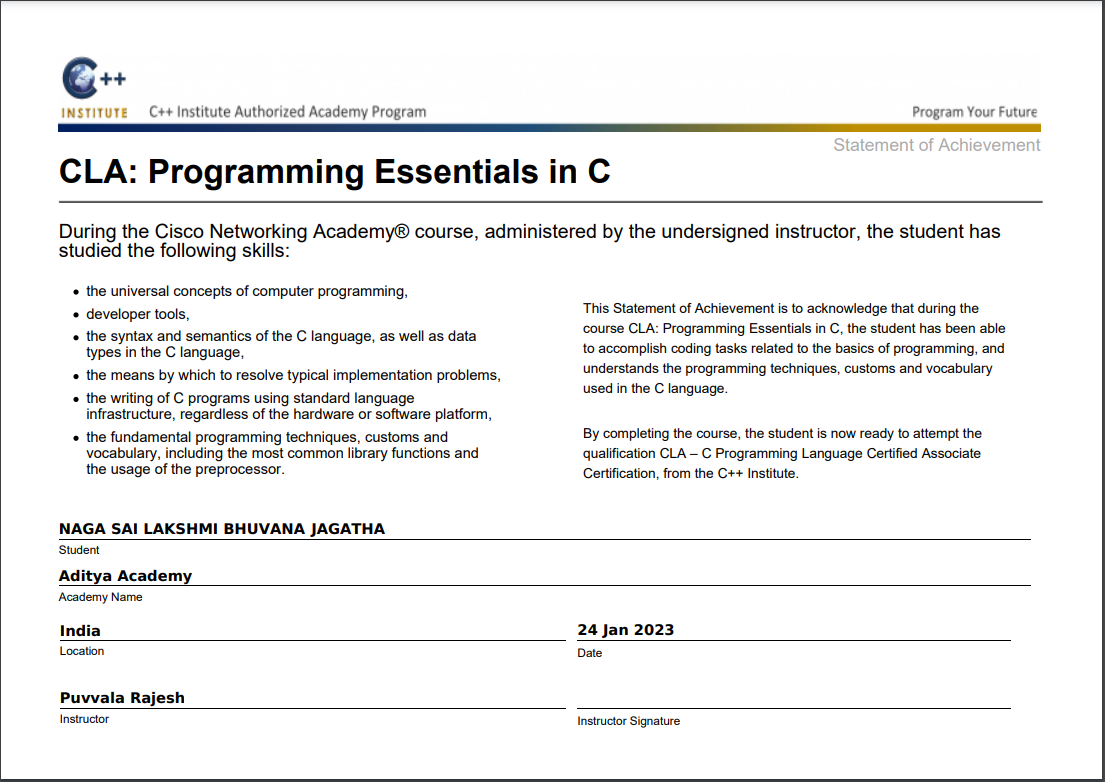 C++
INSTITUTE
C++ Institute Authorized Academy Program
Program Your Future
Statement of Achievement
CLA: Programming Essentials in C
During the Cisco Networking Academy® course, administered by the undersigned instructor, the student has
studied the following skills:
• the universal concepts of computer programming,
• developer tools,
• the syntax and semantics of the C language, as well as data
types in the C language,
• the means by which to resolve typical implementation problems,
• the writing of C programs using standard language
infrastructure, regardless of the hardware or software platform,
• the fundamental programming techniques, customs and
vocabulary, including the most common library functions and
the usage of the preprocessor.
This Statement of Achievement is to acknowledge that during the
course CLA: Programming Essentials in C, the student has been able
to accomplish coding tasks related to the basics of programming, and
understands the programming techniques, customs and vocabulary
used in the C language.
By completing the course, the student is now ready to attempt the
qualification CLA – C Programming Language Certified Associate
Certification, from the C++ Institute.
NAGA SAI LAKSHMI BHUVANA JAGATHA
Student
Aditya Academy
Academy Name
India
Location
24 Jan 2023
Date
Puvvala Rajesh
Instructor
Instructor Signature